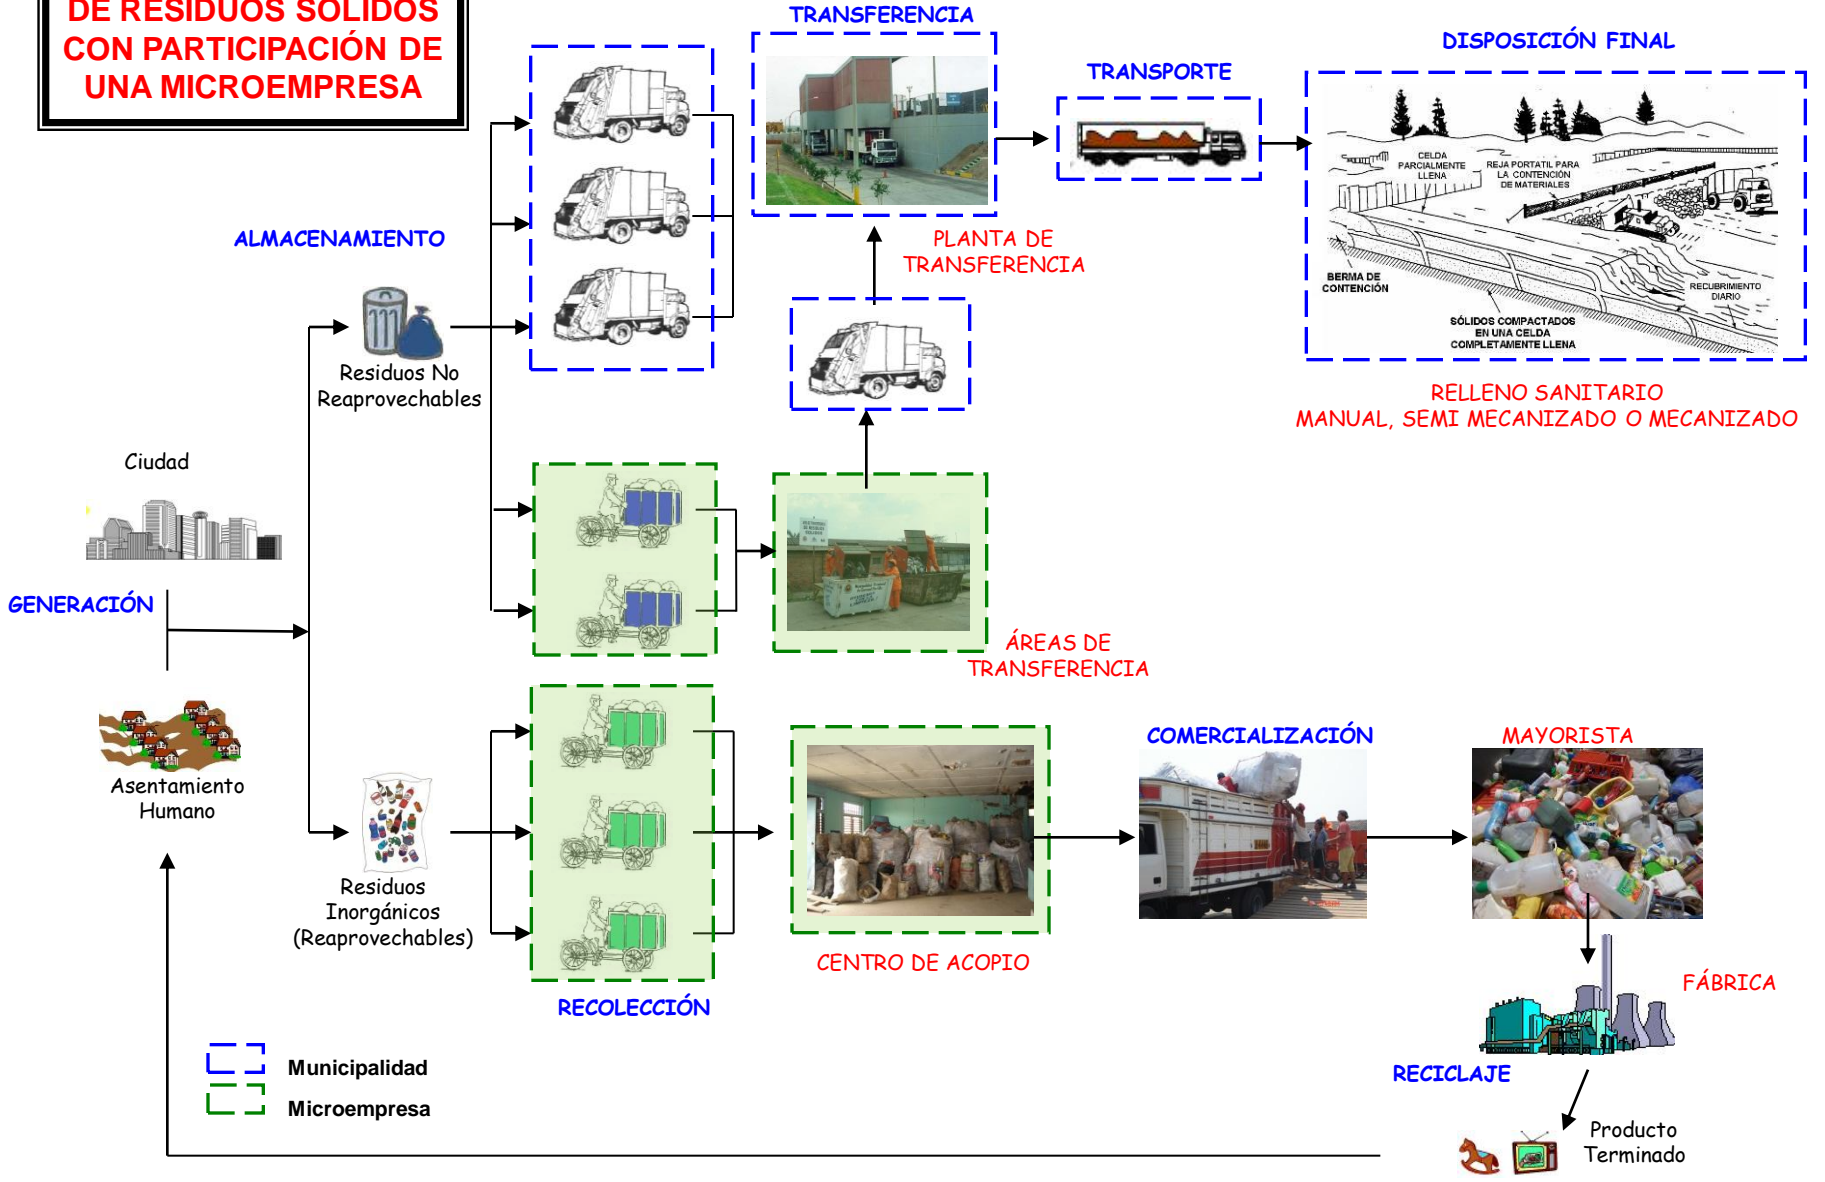 DE RESIDUOS SÓLIDOS
CON PARTICIPACIÓN DE
UNA MICROEMPRESA
TRANSFERENCIA
PLANTA DE
TRANSFERENCIA
TRANSPORTE
DISPOSICIÓN FINAL
CELDA
PARCIALMENTE
LLENA
REJA PORTATIL PARA
LA CONTENCIÓN
DE MATERIALES
BERMA DE
CONTENCIÓN
RECUBRIMIENTO
DIARIO
SÓLIDOS COMPACTADOS
EN UNA CELDA
COMPLETAMENTE LLENA
RELLENO SANITARIO
MANUAL, SEMI MECANIZADO O MECANIZADO
ALMACENAMIENTO
Residuos No
Reaprovechables
Ciudad
GENERACIÓN
Asentamiento
Humano
ÁREAS DE
TRANSFERENCIA
Residuos
Inorgánicos
(Reaprovechables)
RECOLECCIÓN
CENTRO DE ACOPIO
COMERCIALIZACIÓN
MAYORISTA
FÁBRICA
RECICLAJE
Producto
Terminado
Municipalidad
Microempresa